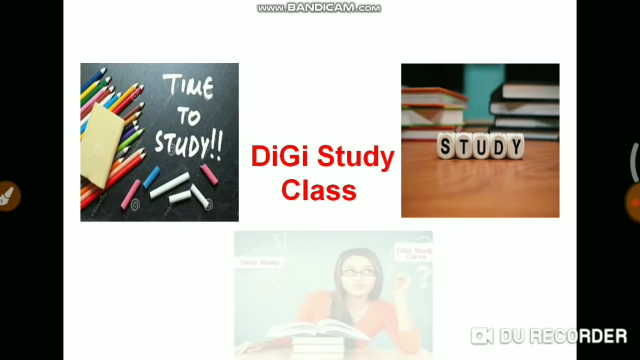 WWW.BANDICAM.COM
TIME
TO
STUDY!!
STUDY
DiGi Study
Class
DU RECORDER